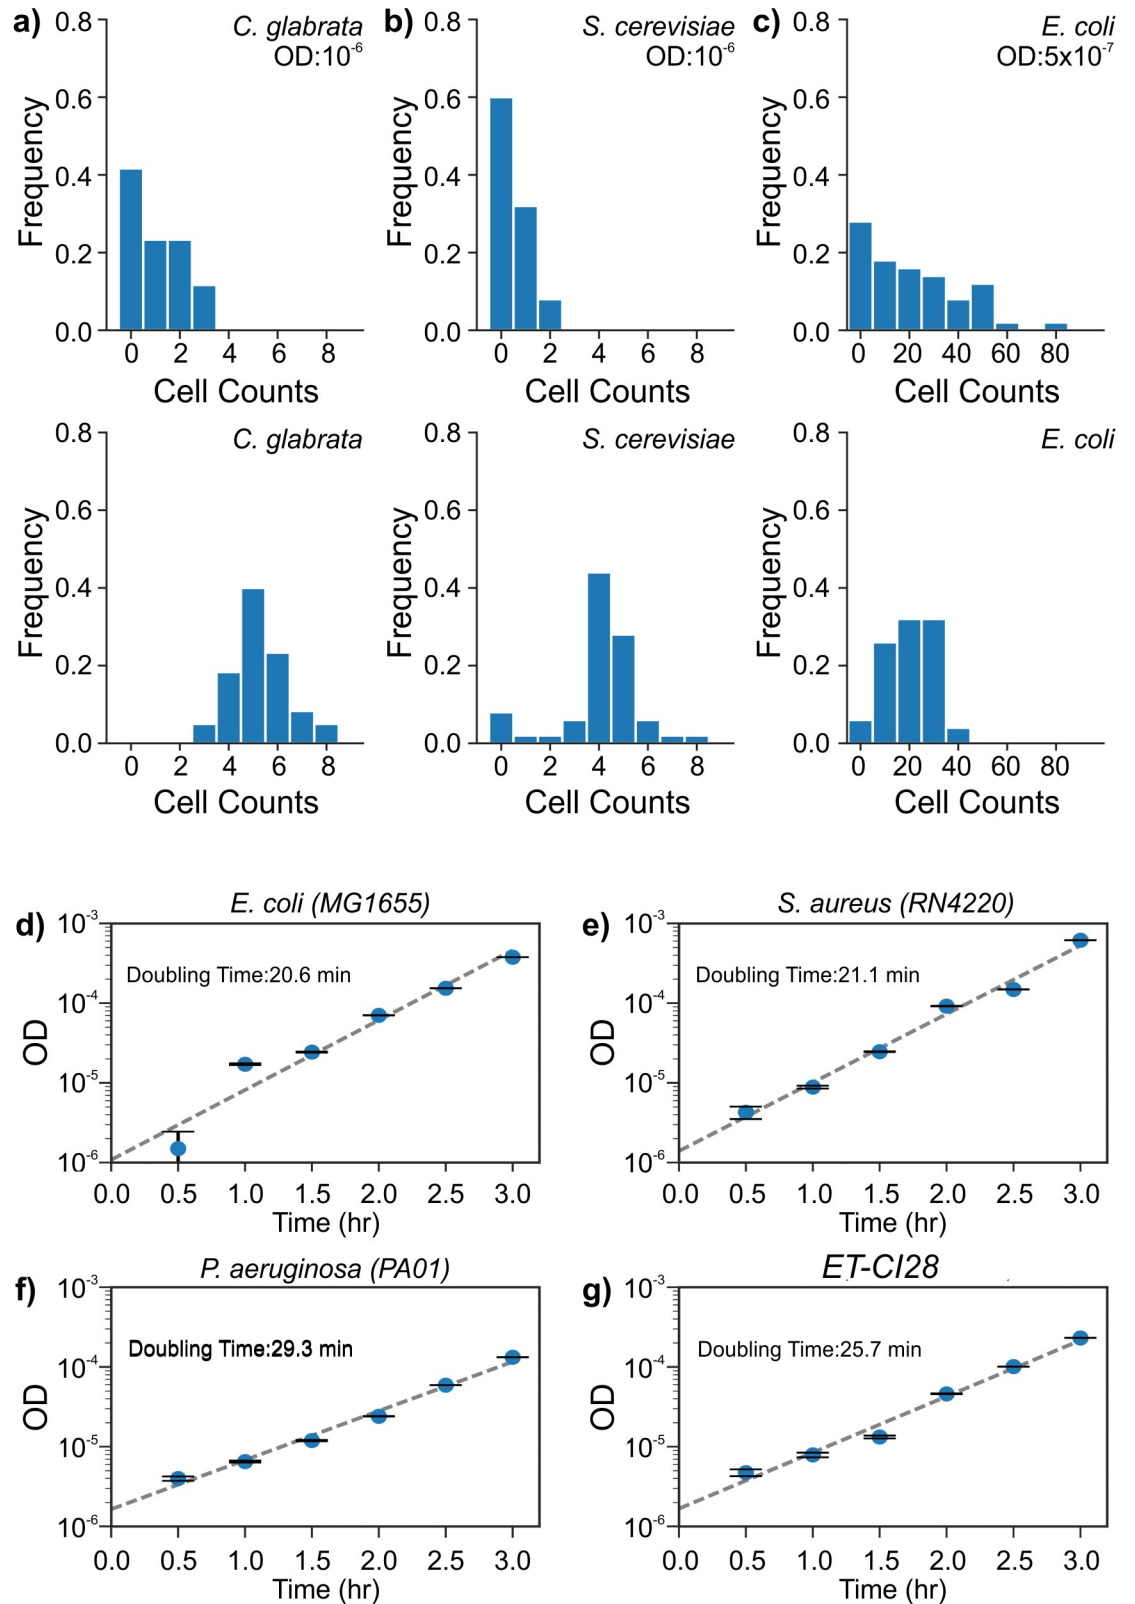 a) C. glabrata
OD:10-6
0.8
0.6
0.4
0.2
0.0
Frequency
0 2 4 6 8
Cell Counts
b) S. cerevisiae
OD:10-6
0.8
0.6
0.4
0.2
0.0
Frequency
0 2 4 6 8
Cell Counts
c) E. coli
OD:5x10-7
0.8
0.6
0.4
0.2
0.0
Frequency
0 20 40 60 80
Cell Counts
C. glabrata
0.8
0.6
0.4
0.2
0.0
Frequency
0 2 4 6 8
Cell Counts
S. cerevisiae
0.8
0.6
0.4
0.2
0.0
Frequency
0 2 4 6 8
Cell Counts
E. coli
0.8
0.6
0.4
0.2
0.0
Frequency
0 20 40 60 80
Cell Counts
d) E. coli (MG1655)
Doubling Time:20.6 min
10-3
10-4
10-5
10-6
OD
0.0 0.5 1.0 1.5 2.0 2.5 3.0
Time (hr)
e) S. aureus (RN4220)
Doubling Time:21.1 min
10-3
10-4
10-5
10-6
OD
0.0 0.5 1.0 1.5 2.0 2.5 3.0
Time (hr)
f) P. aeruginosa (PA01)
Doubling Time:29.3 min
10-3
10-4
10-5
10-6
OD
0.0 0.5 1.0 1.5 2.0 2.5 3.0
Time (hr)
g) ET-CI28
Doubling Time:25.7 min
10-3
10-4
10-5
10-6
OD
0.0 0.5 1.0 1.5 2.0 2.5 3.0
Time (hr)